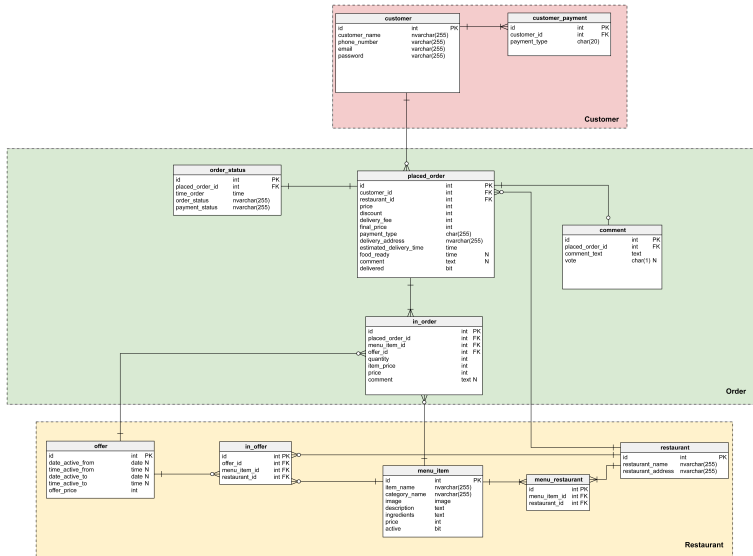 customer
id int PK
customer_name nvarchar(255)
phone_number varchar(255)
email varchar(255)
password varchar(255)
customer_payment
id int PK
customer_id int FK
payment_type char(20)
Customer
order_status
id int PK
placed_order_id int FK
time_order time
order_status nvarchar(255)
payment_status nvarchar(255)
placed_order
id int PK
customer_id int FK
restaurant_id int FK
price int
discount int
delivery_fee int
final_price int
payment_type char(255)
delivery_address nvarchar(255)
estimated_delivery_time time
food_ready time N
comment text N
delivered bit
comment
id int PK
placed_order_id int FK
comment_text text
vote char(1) N
in_order
id int PK
placed_order_id int FK
menu_item_id int FK
offer_id int FK
quantity int
item_price int
price int
comment text N
Order
offer
id int PK
date_active_from date N
time_active_from time N
date_active_to date N
time_active_to time N
offer_price int
in_offer
id int PK
offer_id int FK
menu_item_id int FK
restaurant_id int FK
menu_item
id int PK
item_name nvarchar(255)
category_name nvarchar(255)
image image
description text
ingredients text
price int
active bit
menu_restaurant
id int PK
menu_item_id int FK
restaurant_id int FK
restaurant
id int PK
restaurant_name nvarchar(255)
restaurant_address nvarchar(255)
Restaurant